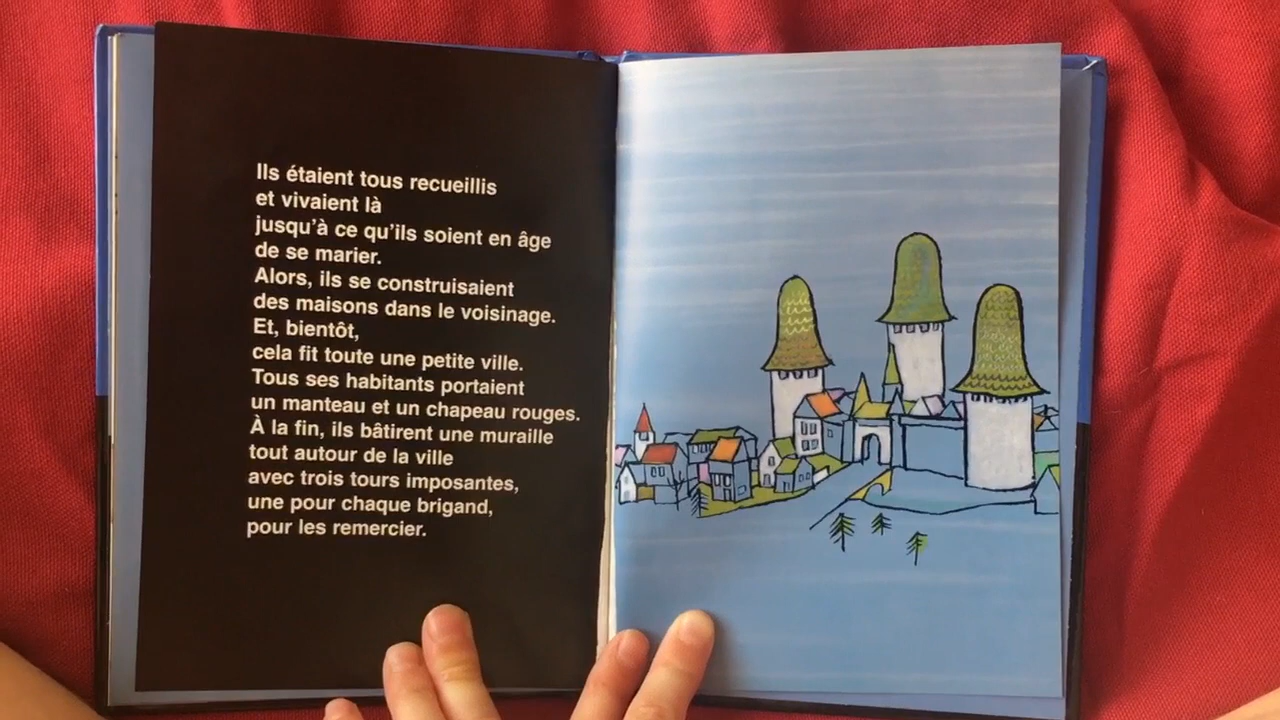 Ils étaient tous recueillis
et vivaient là
jusqu'à ce qu'ils soient en âge
de se marier.
Alors, ils se construisaient
des maisons dans le voisinage.
Et, bientôt,
cela fit toute une petite ville.
Tous ses habitants portaient
un manteau et un chapeau rouges.
À la fin, ils bâtirent une muraille
tout autour de la ville
avec trois tours imposantes,
une pour chaque brigand,
pour les remercier.